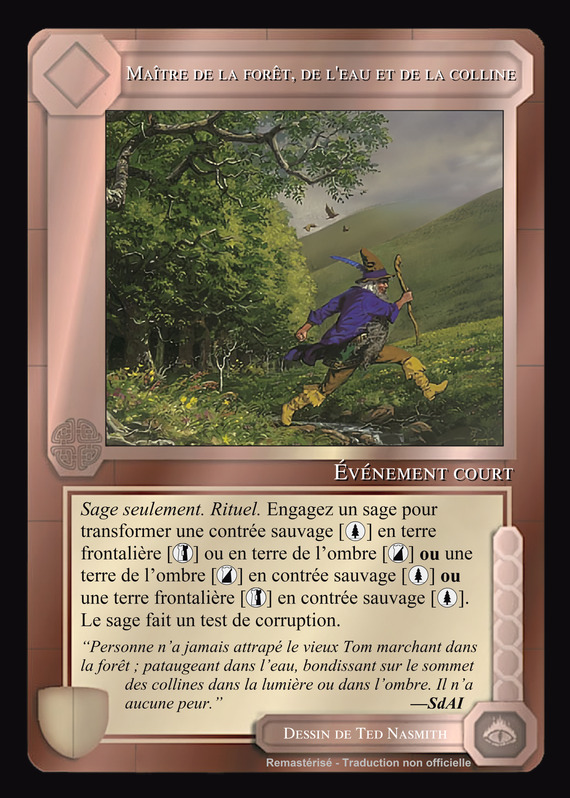 Maître de la forêt, de l'eau et de la colline
Événement court
Sage seulement. Rituel. Engagez un sage pour
transformer une contrée sauvage [] en terre
frontalière [] ou en terre de l’ombre [] ou une
terre de l’ombre [] en contrée sauvage [] ou
une terre frontalière [] en contrée sauvage [].
Le sage fait un test de corruption.
“Personne n’a jamais attrapé le vieux Tom marchant dans
la forêt ; pataugeant dans l’eau, bondissant sur le sommet
des collines dans la lumière ou dans l’ombre. Il n’a
aucune peur.” —SdAI
Dessin de Ted Nasmith
Remastérisé - Traduction non officielle